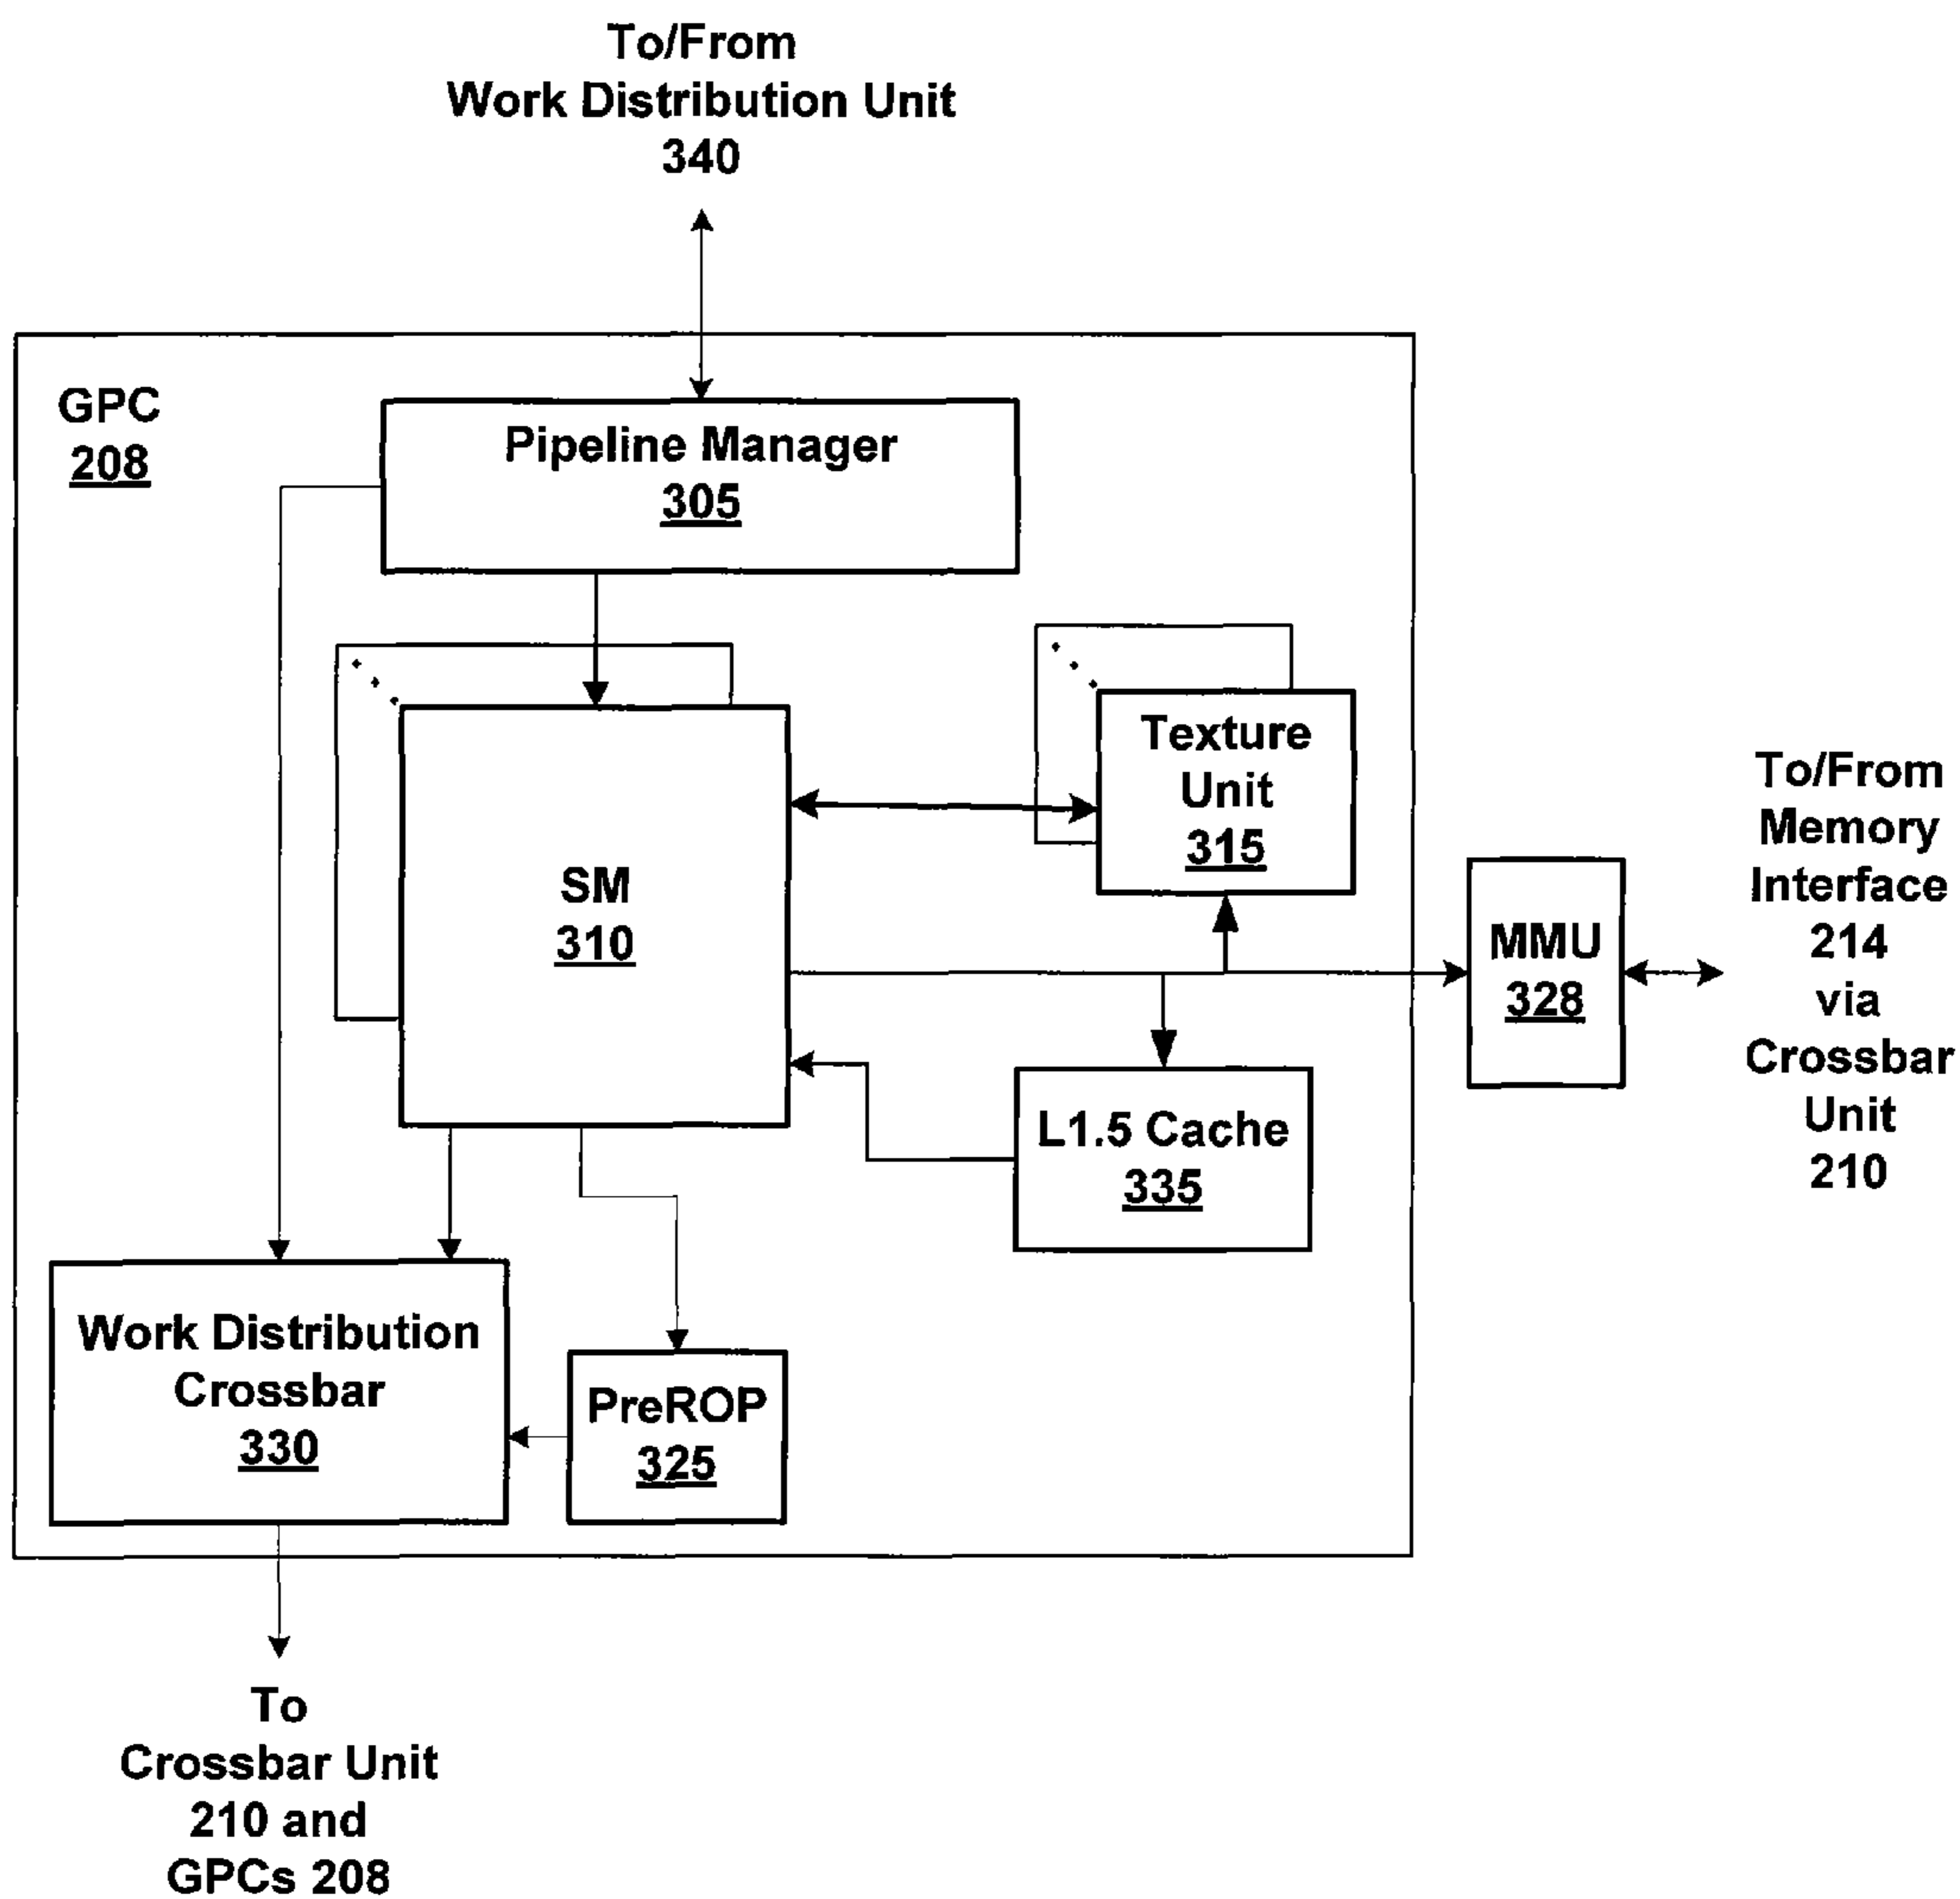 To/From
Work Distribution Unit
340
GPC
208
Pipeline Manager
305
Texture
Unit
315
SM
310
MMU
328
To/From
Memory
Interface
214
via
Crossbar
Unit
210
L1.5 Cache
335
Work Distribution
Crossbar
330
PreROP
325
To
Crossbar Unit
210 and
GPCs 208